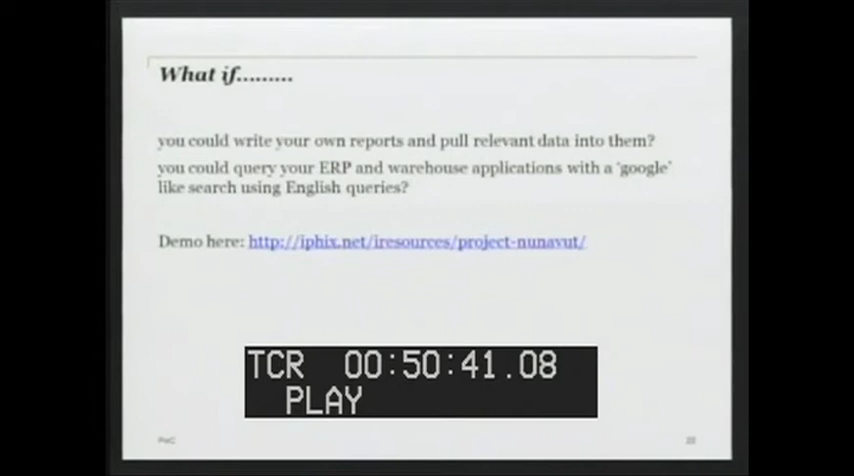 What if.........
you could write your own reports and pull relevant data into them?
you could query your ERP and warehouse applications with a 'google'
like search using English queries?
Demo here: http://iphix.net/iresources/project-nunavut/
TCR 00:50:41.08
PLAY
PwC